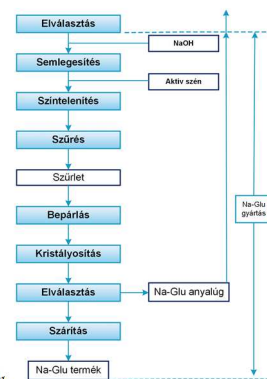 Elválasztás
NaOH
Semlegesítés
Aktív szén
Színtelenítés
Szűrés
Szűrlet
Bepárlás
Na-Glu
gyártás
Kristályosítás
Elválasztás
Na-Glu anyalúg
Szárítás
Na-Glu termék